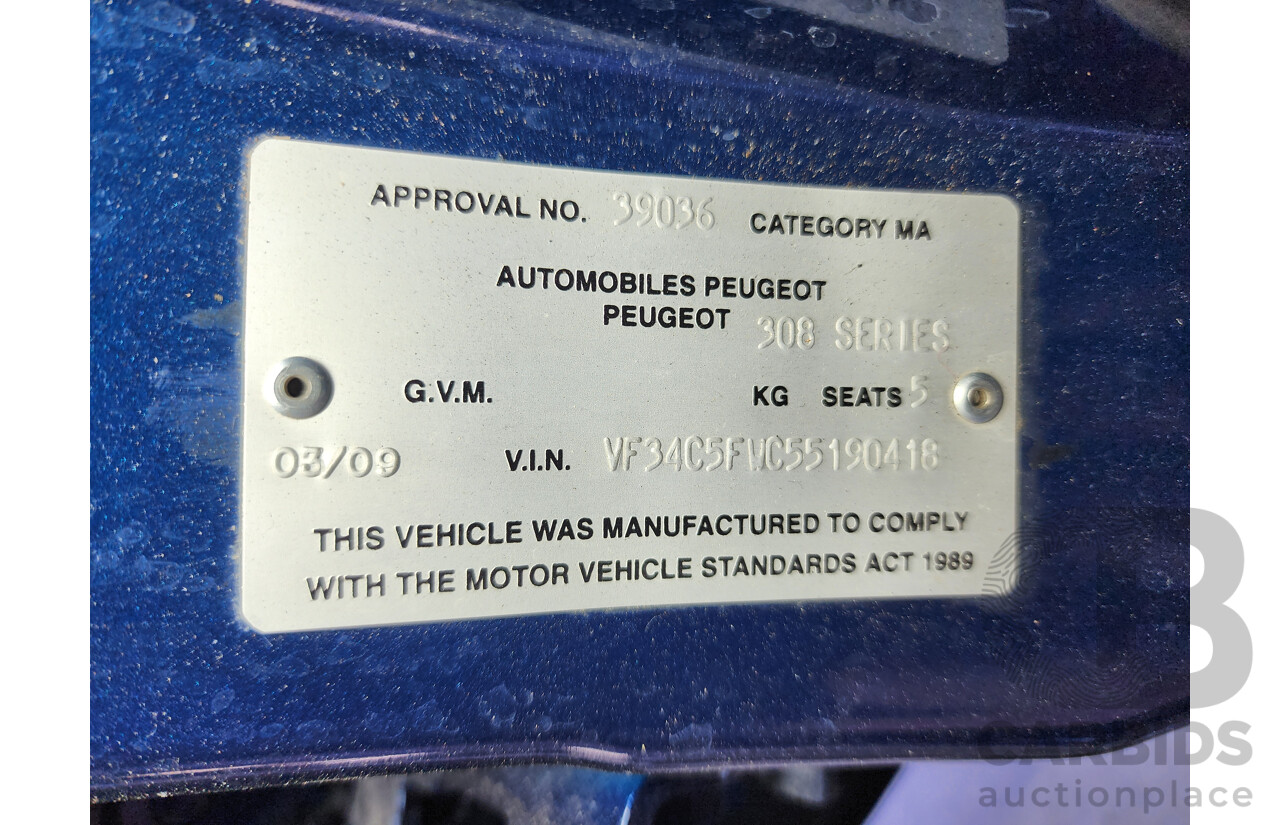 APPROVAL NO. 39036 CATEGORY MA
AUTOMOBILES PEUGEOT
PEUGEOT 308 SERIES
G.V.M. KG SEATS 5
03/09 V.I.N. VF34C5FWC55190418
THIS VEHICLE WAS MANUFACTURED TO COMPLY
WITH THE MOTOR VEHICLE STANDARDS ACT 1989
CARBIDS
auctionplace